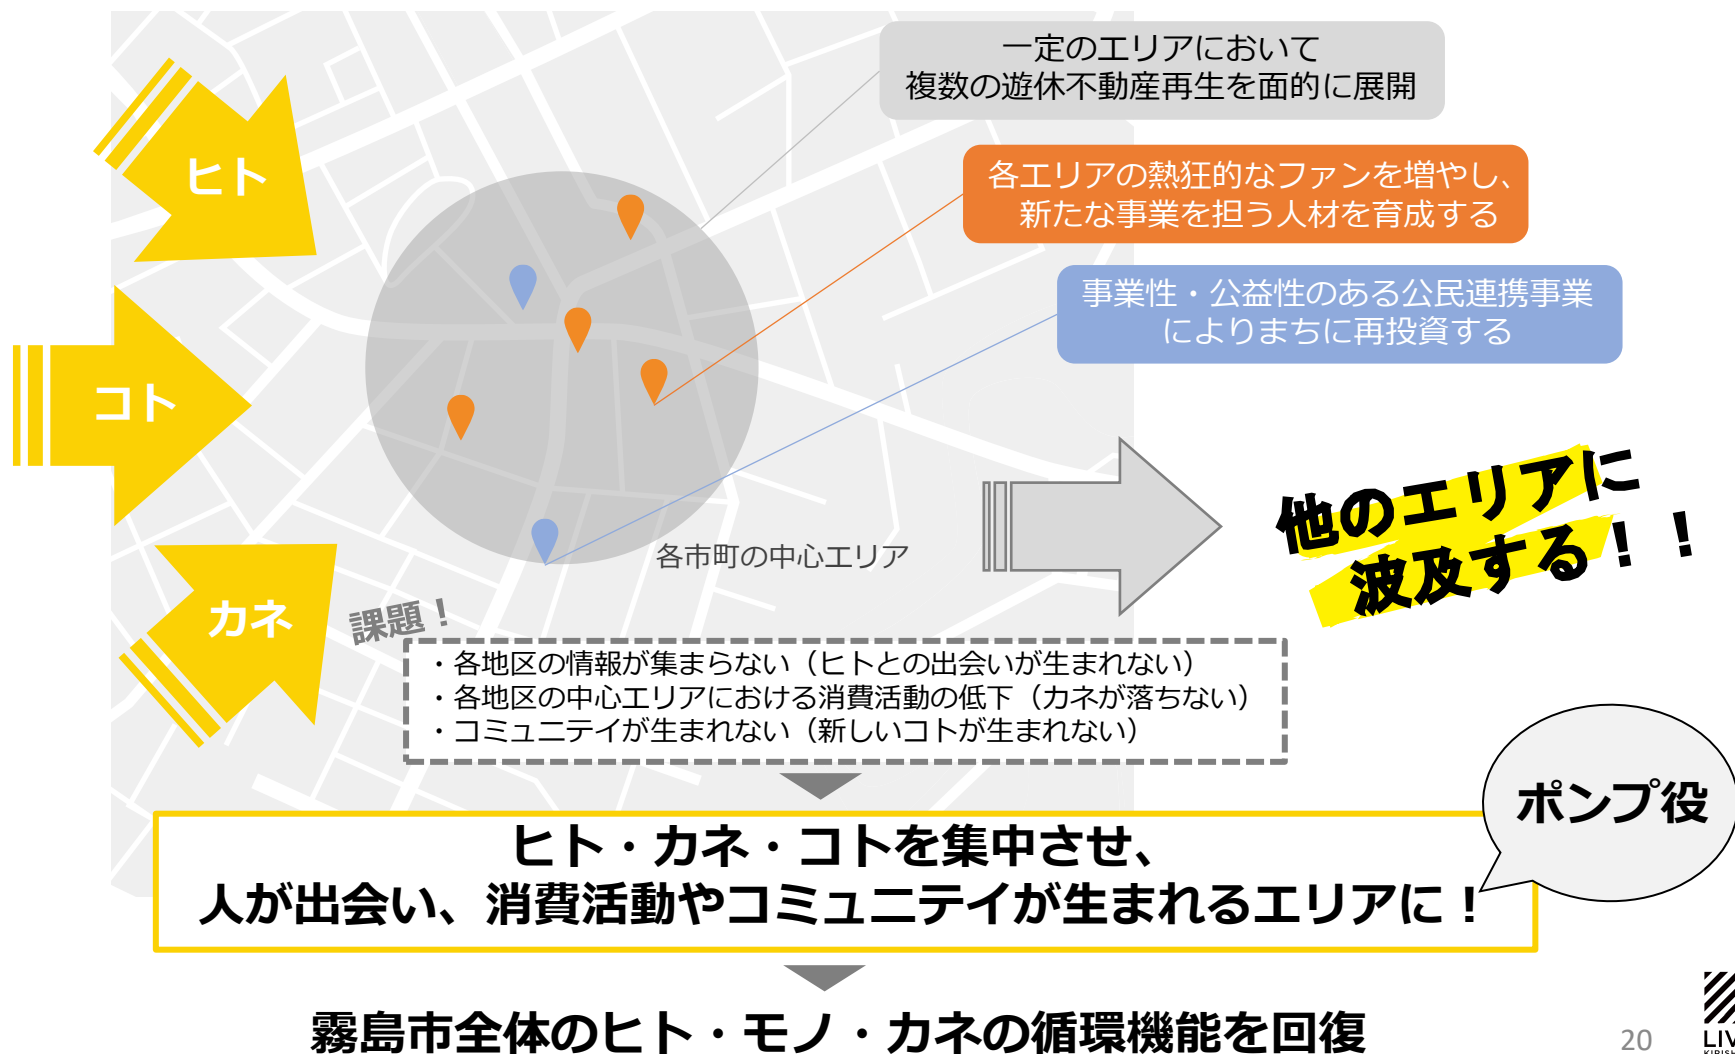 一定のエリアにおいて
複数の遊休不動産再生を面的に展開
各エリアの熱狂的なファンを増やし、
新たな事業を担う人材を育成する
事業性・公益性のある公民連携事業
によりまちに再投資する
ヒト
コト
カネ
各市町の中心エリア
他のエリアに
波及する！！
課題！
・各地区の情報が集まらない（ヒトとの出会いが生まれない）
・各地区の中心エリアにおける消費活動の低下（カネが落ちない）
・コミュニテイが生まれない（新しいコトが生まれない）
ポンプ役
ヒト・カネ・コトを集中させ、
人が出会い、消費活動やコミュニテイが生まれるエリアに！
霧島市全体のヒト・モノ・カネの循環機能を回復
20